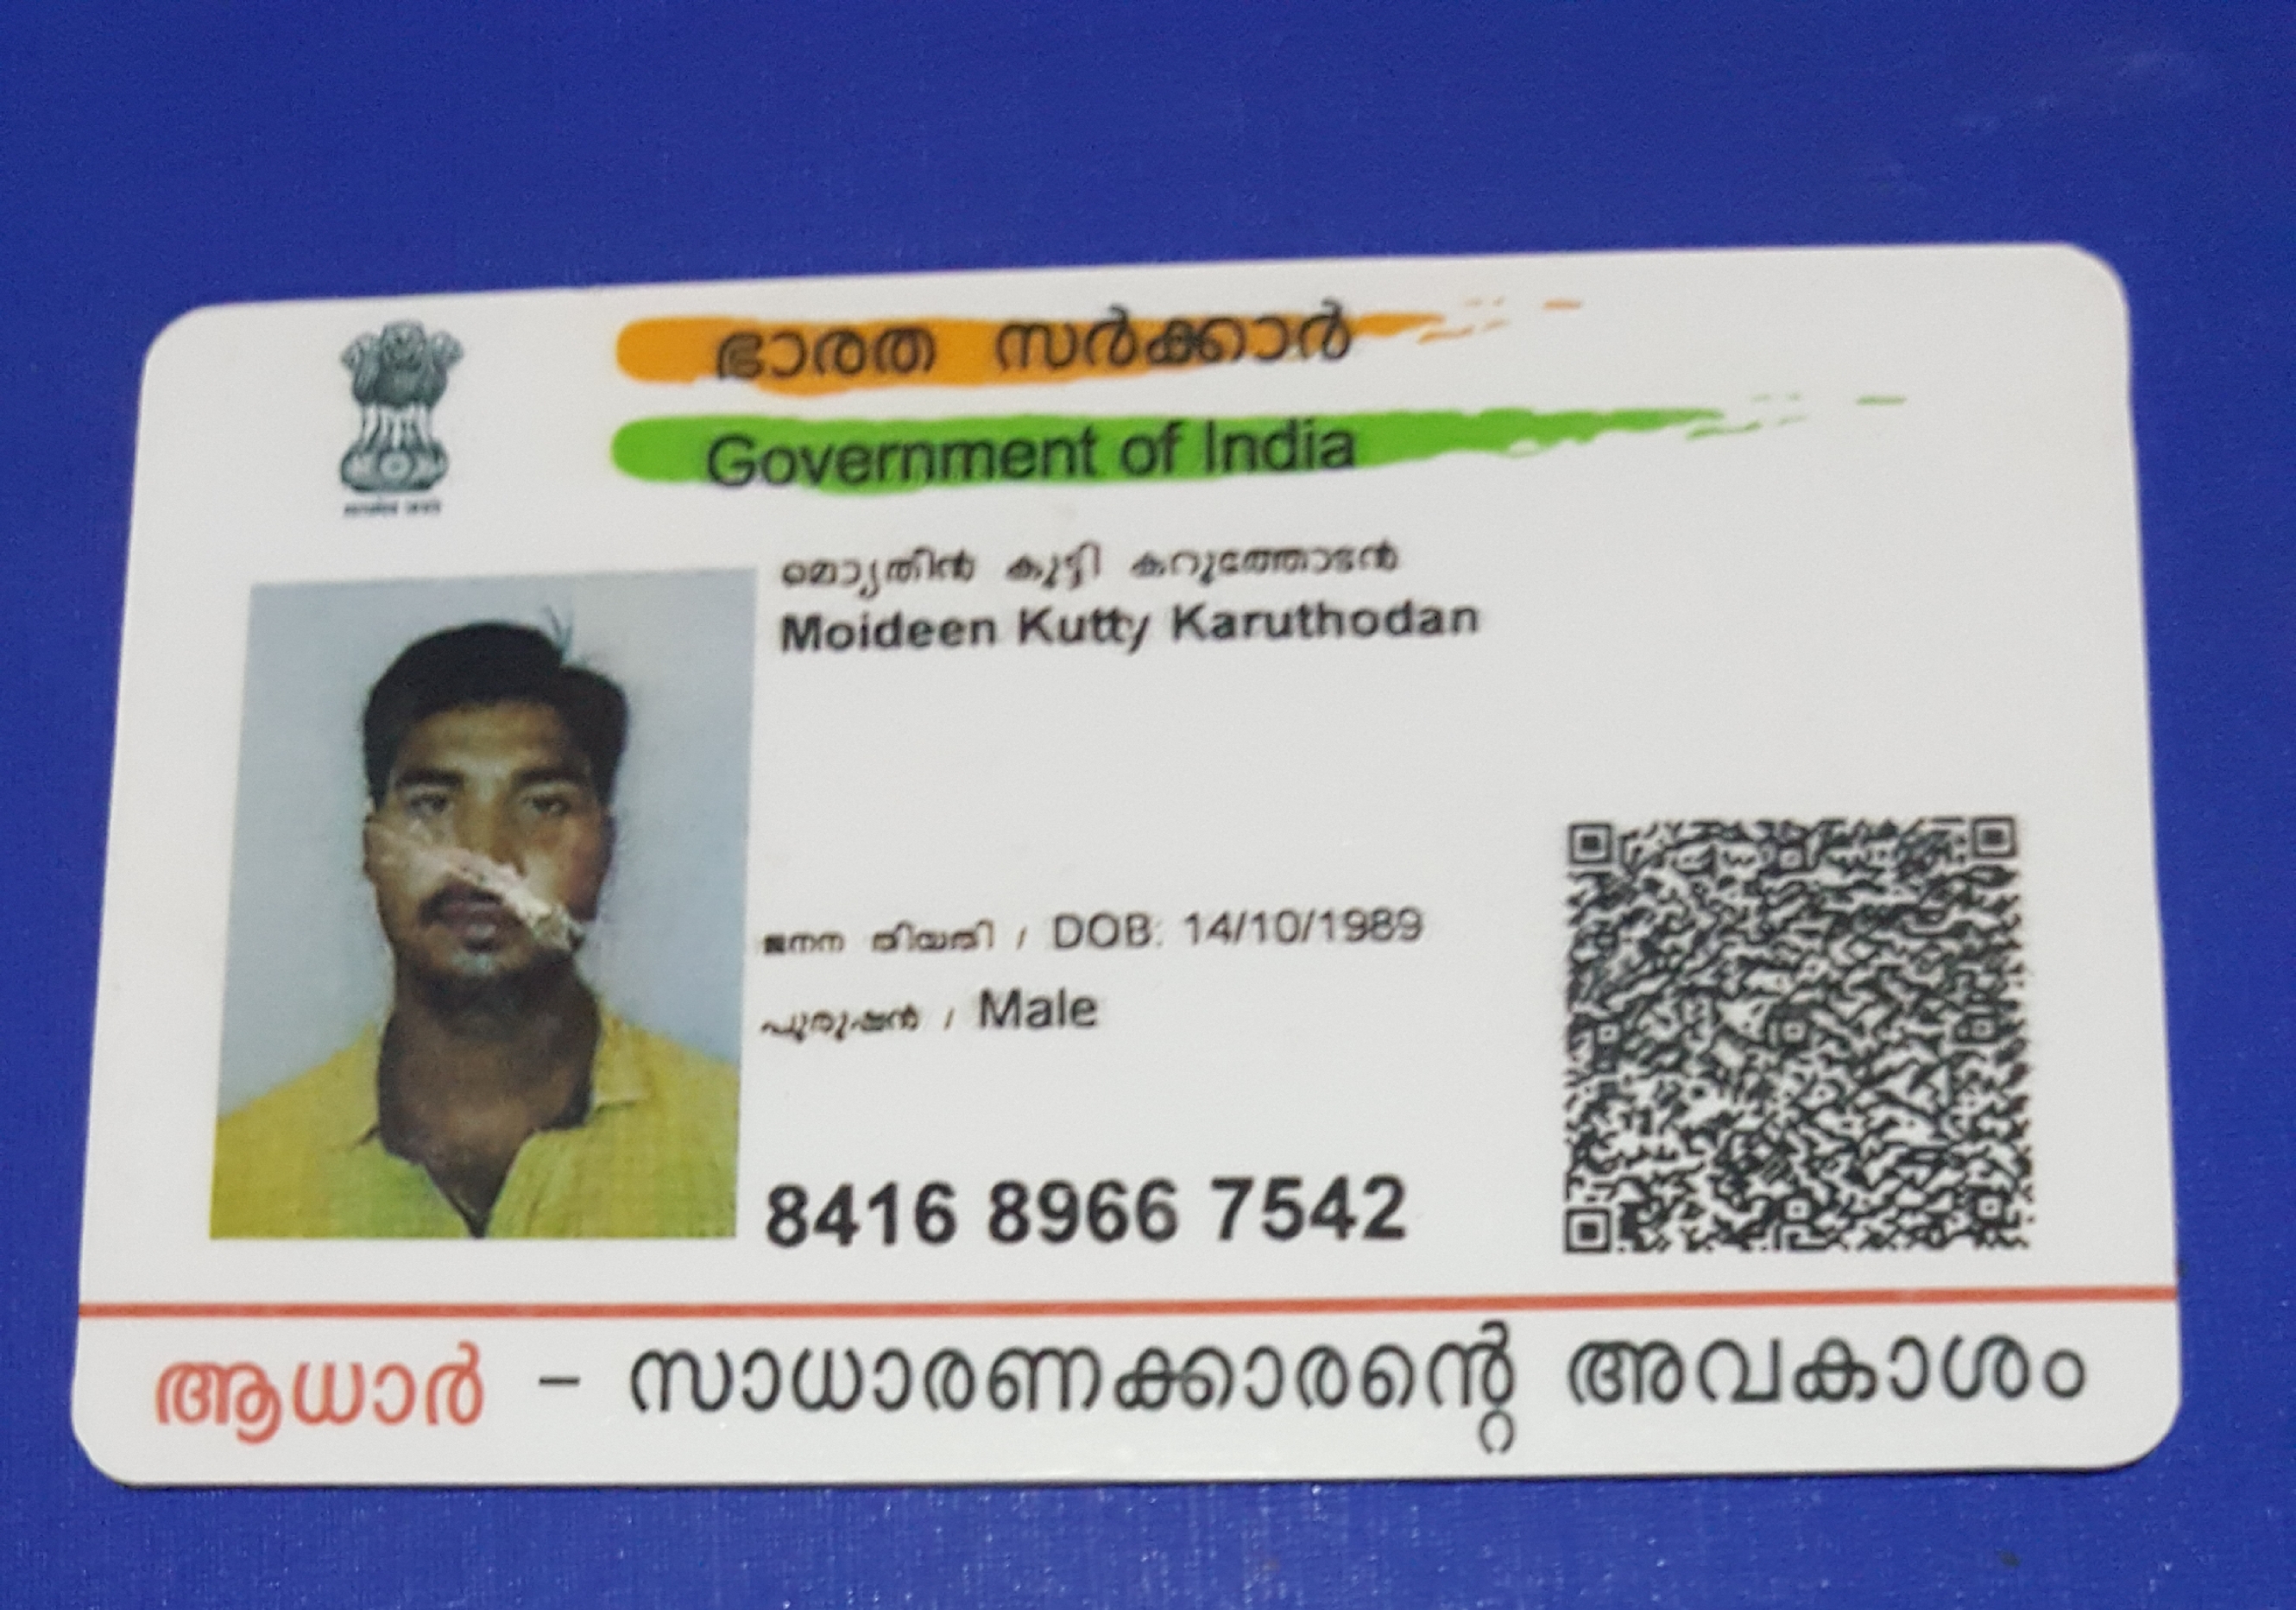 ഭാരത സർക്കാർ
Government of India
മൊയ്തീൻ കുട്ടി കറുത്തോടൻ
Moideen Kutty Karuthodan
ജനന തിയതി / DOB: 14/10/1989
പുരുഷൻ / Male
8416 8966 7542
ആധാർ - സാധാരണക്കാരന്റെ അവകാശം